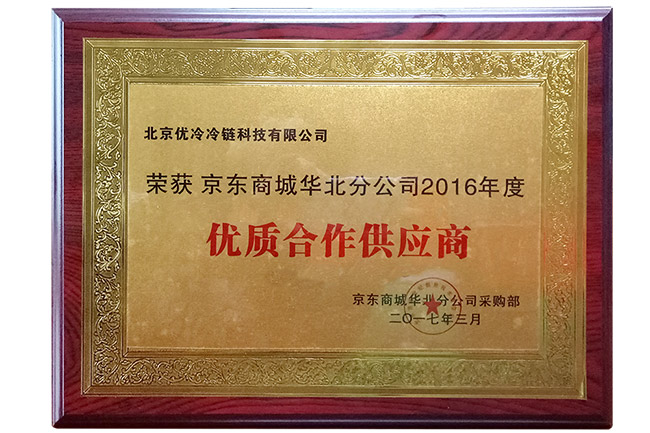 北京优冷冷链科技有限公司
荣获 京东商城华北分公司2016年度
优质合作供应商
京东商城华北分公司采购部
二〇一七年三月